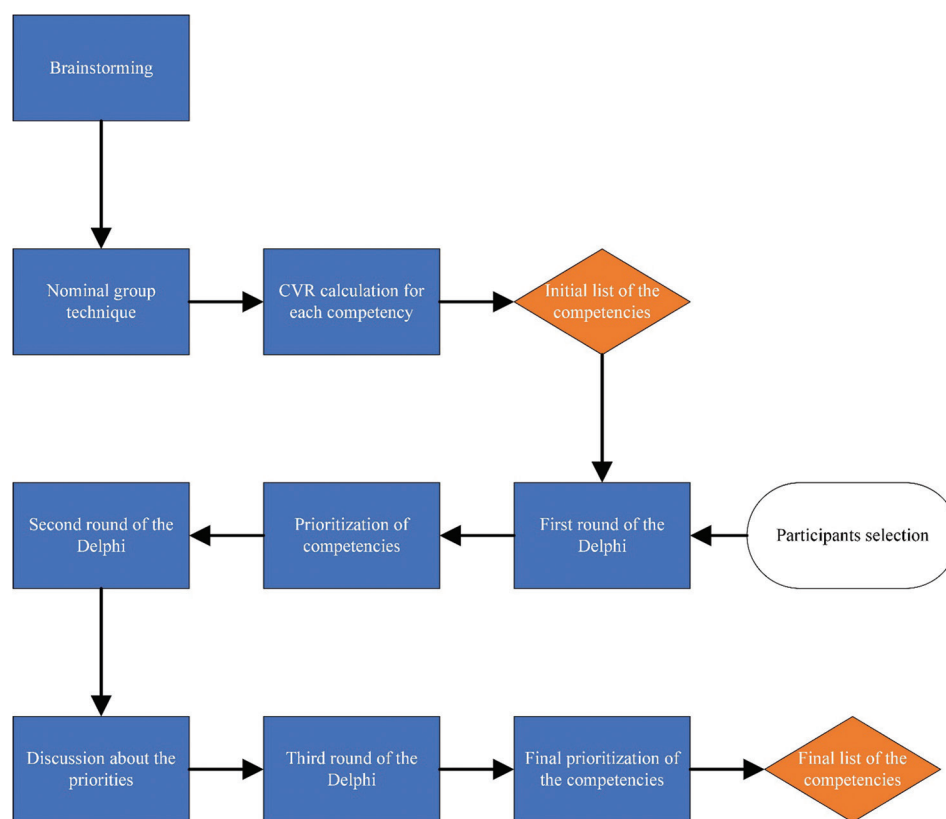 Brainstorming
Nominal group
technique
CVR calculation for
each competency
Initial list of the
competencies
Second round of the
Delphi
Prioritization of
competencies
First round of the
Delphi
Participants selection
Discussion about the
priorities
Third round of the
Delphi
Final prioritization of
the competencies
Final list of the
competencies